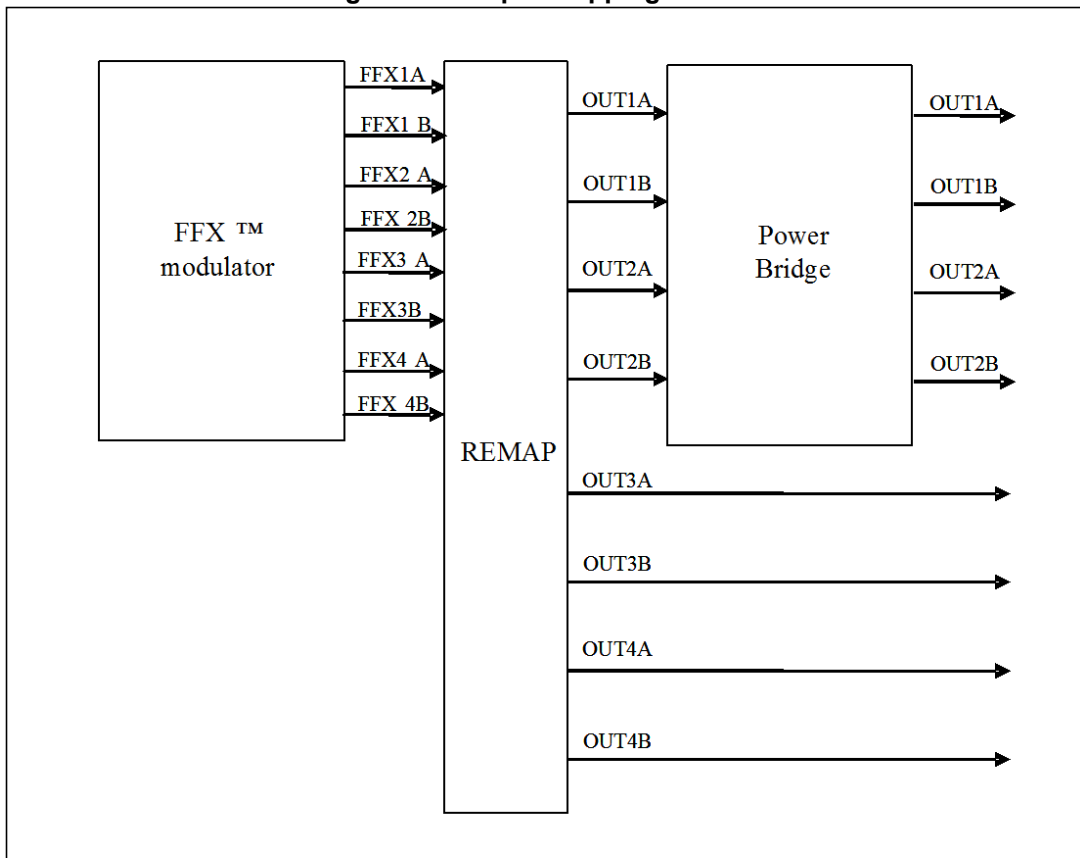 FFX1A
FFX1 B
FFX2 A
FFX 2B
FFX3 A
FFX3B
FFX4 A
FFX 4B
FFX ™
modulator
REMAP
OUT1A
OUT1B
OUT2A
OUT2B
OUT3A
OUT3B
OUT4A
OUT4B
Power
Bridge
OUT1A
OUT1B
OUT2A
OUT2B